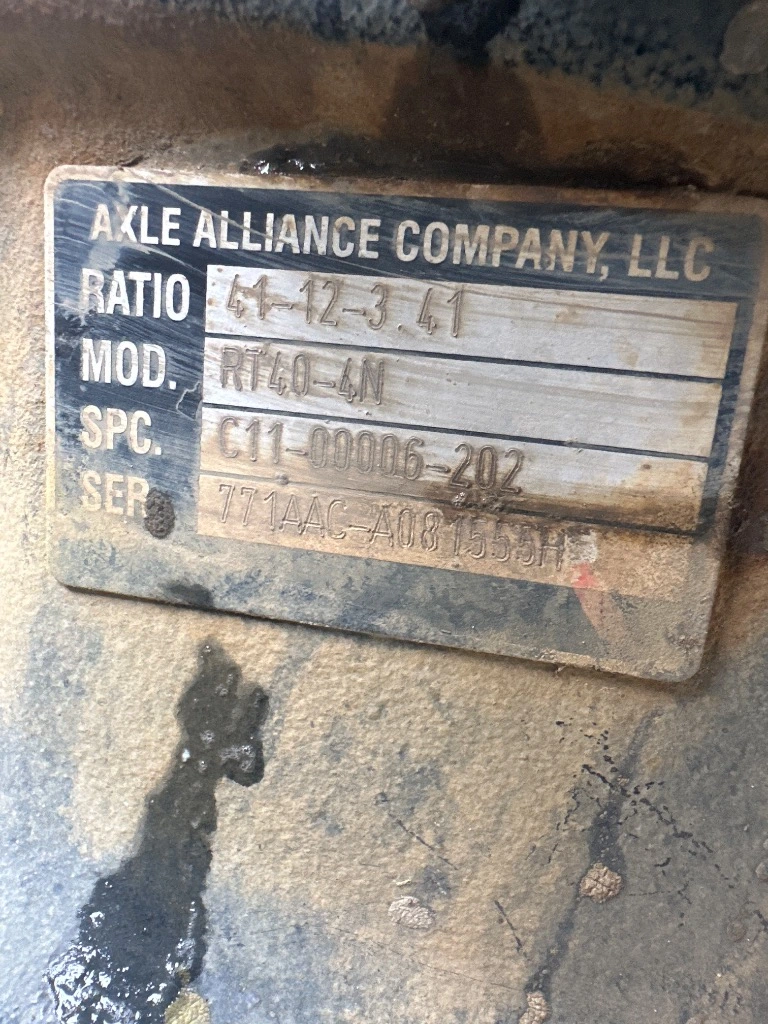 AXLE ALLIANCE COMPANY, LLC
RATIO 41-12-3.41
MOD. RT40-4N
SPC. C11-00006-202
SER. 771AAC-A081555H